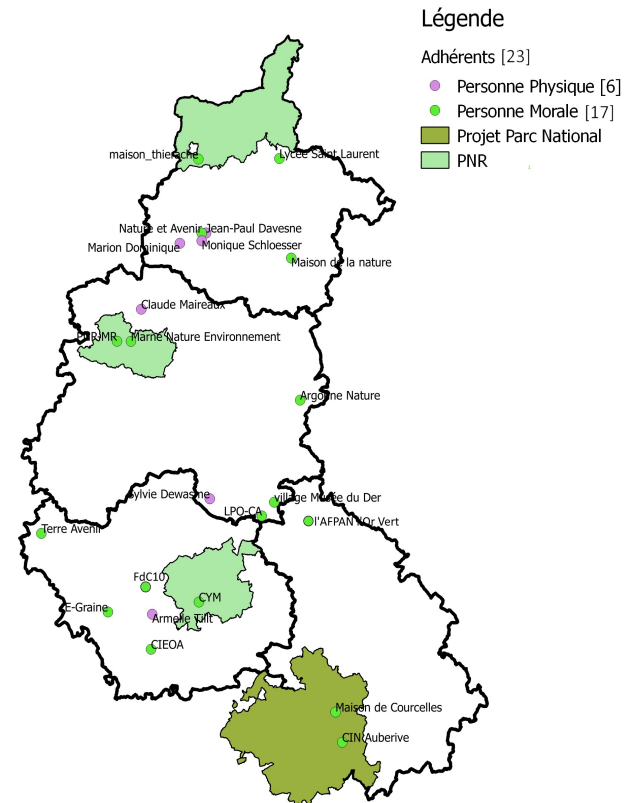 Légende
Adhérents [23]
Personne Physique [6]
Personne Morale [17]
Projet Parc National
PNR
maison_thierache
Lycée Saint Laurent
Nature et Avenir Jean-Paul Davesne
Marion Dominique
Monique Schloesser
Maison de la nature
Claude Maireaux
PNR MR
Marne Nature Environnement
Argonne Nature
Sylvie Dewasme
village Musée du Der
LPO-CA
l'AFPAN l'Or Vert
Terre Avenir
FdC10
CYM
E-Graine
Armelle Tilit
CIEOA
Maison de Courcelles
CIN Auberive